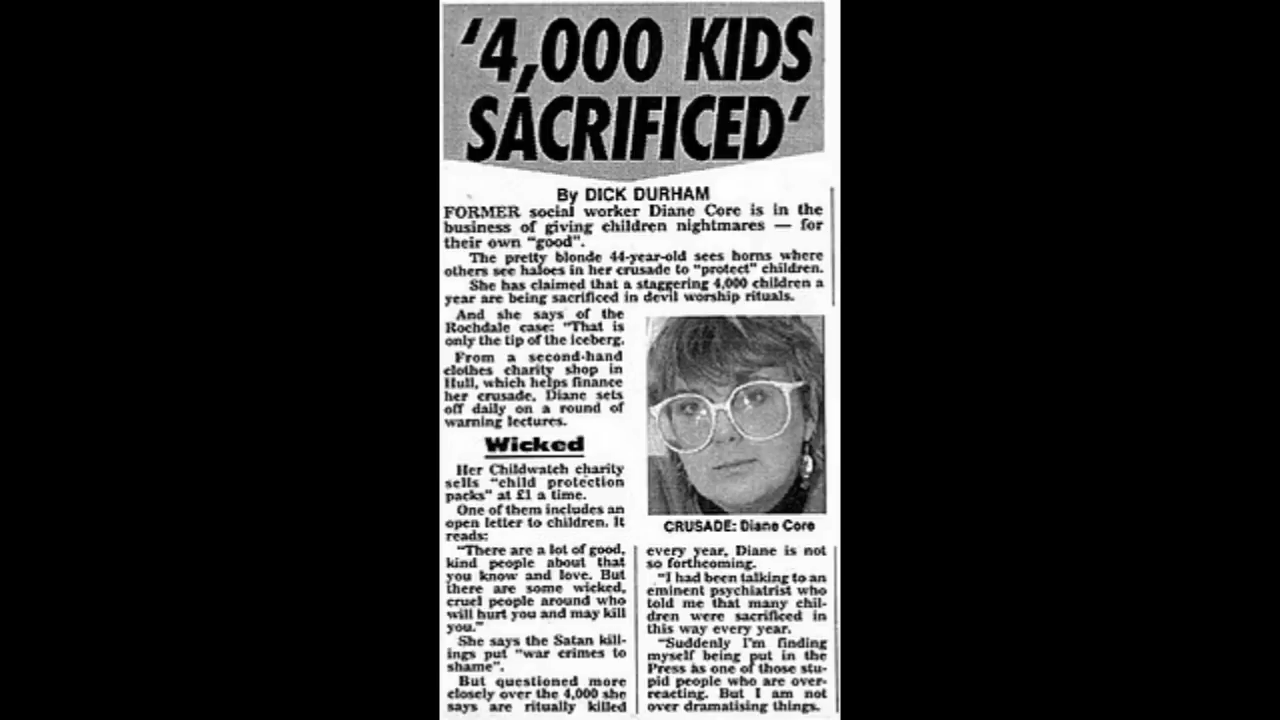 '4,000 KIDS
SACRIFICED'
By DICK DURHAM
FORMER social worker Diane Core is in the
business of giving children nightmares — for
their own "good".
The pretty blonde 44-year-old sees horns where
others see haloes in her crusade to "protect" children.
She has claimed that a staggering 4,000 children a
year are being sacrificed in devil worship rituals.
And she says of the
Rochdale case: "That is
only the tip of the iceberg.
From a second-hand
clothes charity shop in
Hull, which helps finance
her crusade, Diane sets
off daily on a round of
warning lectures.
Wicked
Her Childwatch charity
sells "child protection
packs" at £1 a time.
One of them includes an
open letter to children. It
reads:
"There are a lot of good,
kind people about that
you know and love. But
there are some wicked,
cruel people around who
will hurt you and may kill
you."
She says the Satan kill-
ings put "war crimes to
shame".
But questioned more
closely over the 4,000 she
says are ritually killed
CRUSADE: Diane Core
every year, Diane is not
so forthcoming.
"I had been talking to an
eminent psychiatrist who
told me that many chil-
dren were sacrificed in
this way every year.
"Suddenly I'm finding
myself being put in the
Press as one of those stu-
pid people who are over-
reacting. But I am not
over dramatising things.